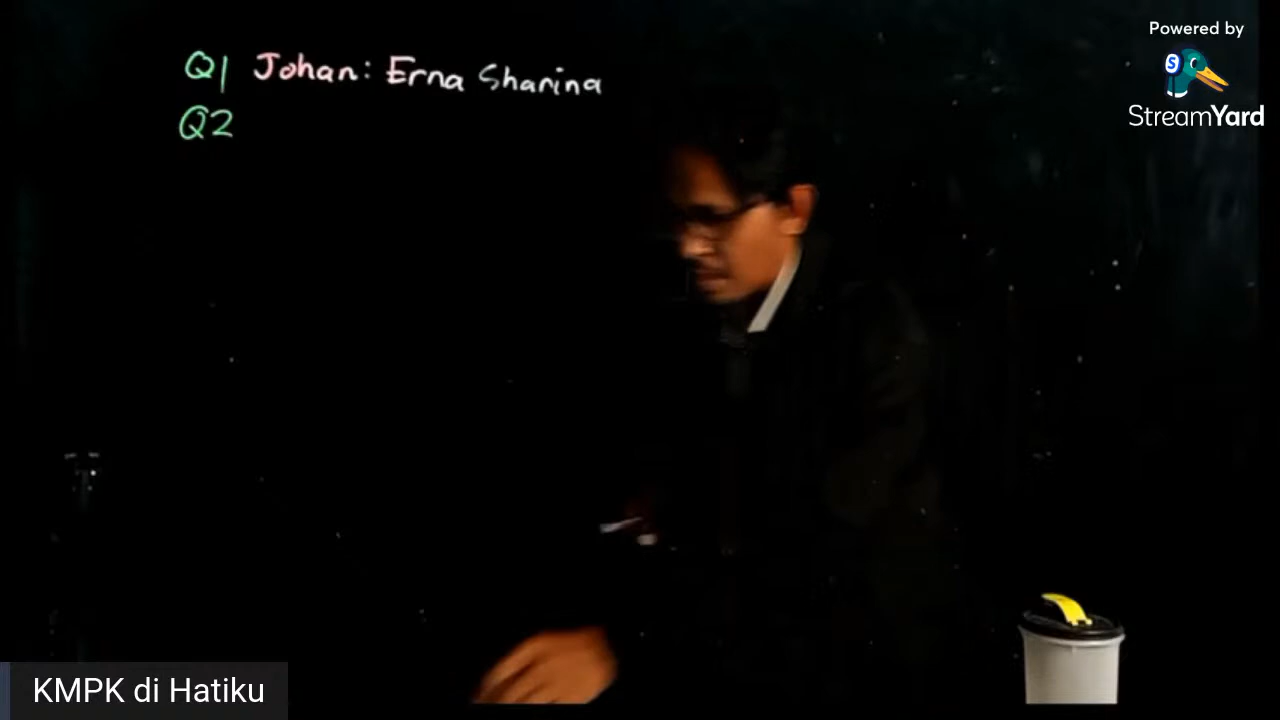 Q1 Johan: Erna Sharina
Q2
Powered by
S
StreamYard
KMPK di Hatiku